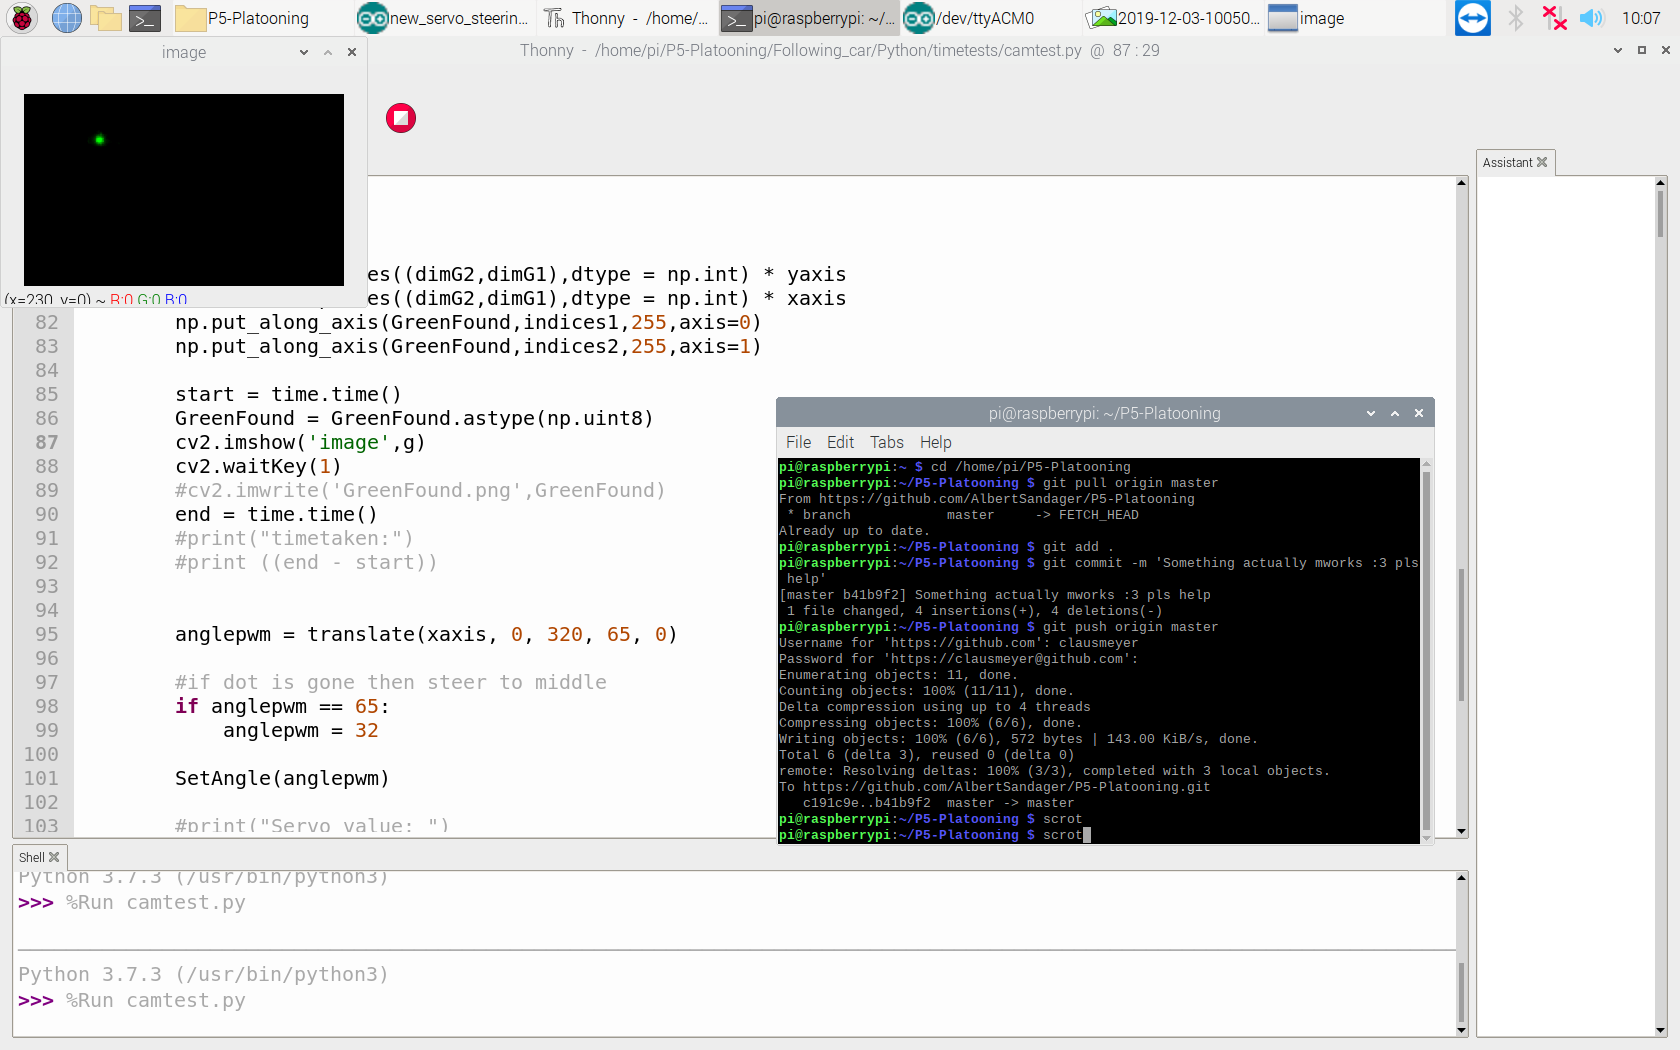 P5-Platooning
new_servo_steerin...
Thonny - /home/...
pi@raspberrypi: ~/...
/dev/ttyACM0
2019-12-03-10050...
image
10:07
image
Thonny - /home/pi/P5-Platooning/Following_car/Python/timetests/camtest.py @ 87 : 29
(x=230, y=0) ~ R:0 G:0 B:0
Assistant
es((dimG2,dimG1),dtype = np.int) * yaxis
es((dimG2,dimG1),dtype = np.int) * xaxis
82 np.put_along_axis(GreenFound,indices1,255,axis=0)
83 np.put_along_axis(GreenFound,indices2,255,axis=1)
84
85 start = time.time()
86 GreenFound = GreenFound.astype(np.uint8)
87 cv2.imshow('image',g)
88 cv2.waitKey(1)
89 #cv2.imwrite('GreenFound.png',GreenFound)
90 end = time.time()
91 #print("timetaken:")
92 #print ((end - start))
93
94
95 anglepwm = translate(xaxis, 0, 320, 65, 0)
96
97 #if dot is gone then steer to middle
98 if anglepwm == 65:
99 anglepwm = 32
100
101 SetAngle(anglepwm)
102
103 #print("Servo value: ")
pi@raspberrypi: ~/P5-Platooning
File Edit Tabs Help
pi@raspberrypi:~ $ cd /home/pi/P5-Platooning
pi@raspberrypi:~/P5-Platooning $ git pull origin master
From https://github.com/AlbertSandager/P5-Platooning
* branch master -> FETCH_HEAD
Already up to date.
pi@raspberrypi:~/P5-Platooning $ git add .
pi@raspberrypi:~/P5-Platooning $ git commit -m 'Something actually mworks :3 pls
help'
[master b41b9f2] Something actually mworks :3 pls help
1 file changed, 4 insertions(+), 4 deletions(-)
pi@raspberrypi:~/P5-Platooning $ git push origin master
Username for 'https://github.com': clausmeyer
Password for 'https://clausmeyer@github.com':
Enumerating objects: 11, done.
Counting objects: 100% (11/11), done.
Delta compression using up to 4 threads
Compressing objects: 100% (6/6), done.
Writing objects: 100% (6/6), 572 bytes | 143.00 KiB/s, done.
Total 6 (delta 3), reused 0 (delta 0)
remote: Resolving deltas: 100% (3/3), completed with 3 local objects.
To https://github.com/AlbertSandager/P5-Platooning.git
c191c9e..b41b9f2 master -> master
pi@raspberrypi:~/P5-Platooning $ scrot
pi@raspberrypi:~/P5-Platooning $ scrot
Shell
Python 3.7.3 (/usr/bin/python3)
>>> %Run camtest.py
Python 3.7.3 (/usr/bin/python3)
>>> %Run camtest.py